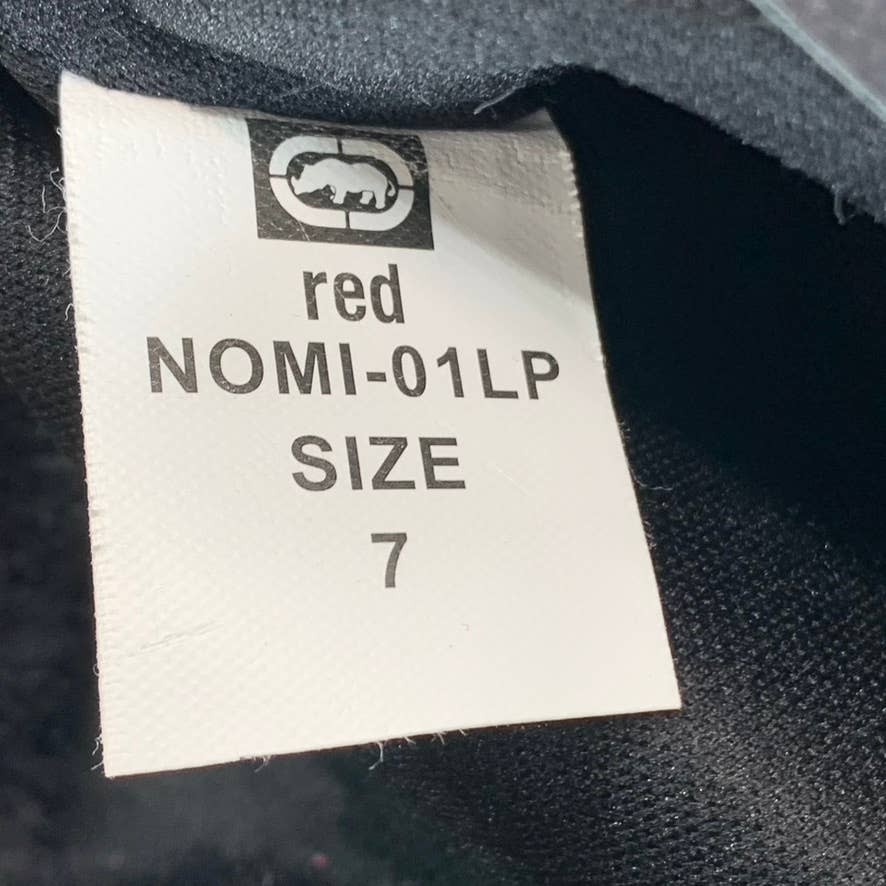 red
NOMI-01LP
SIZE
7